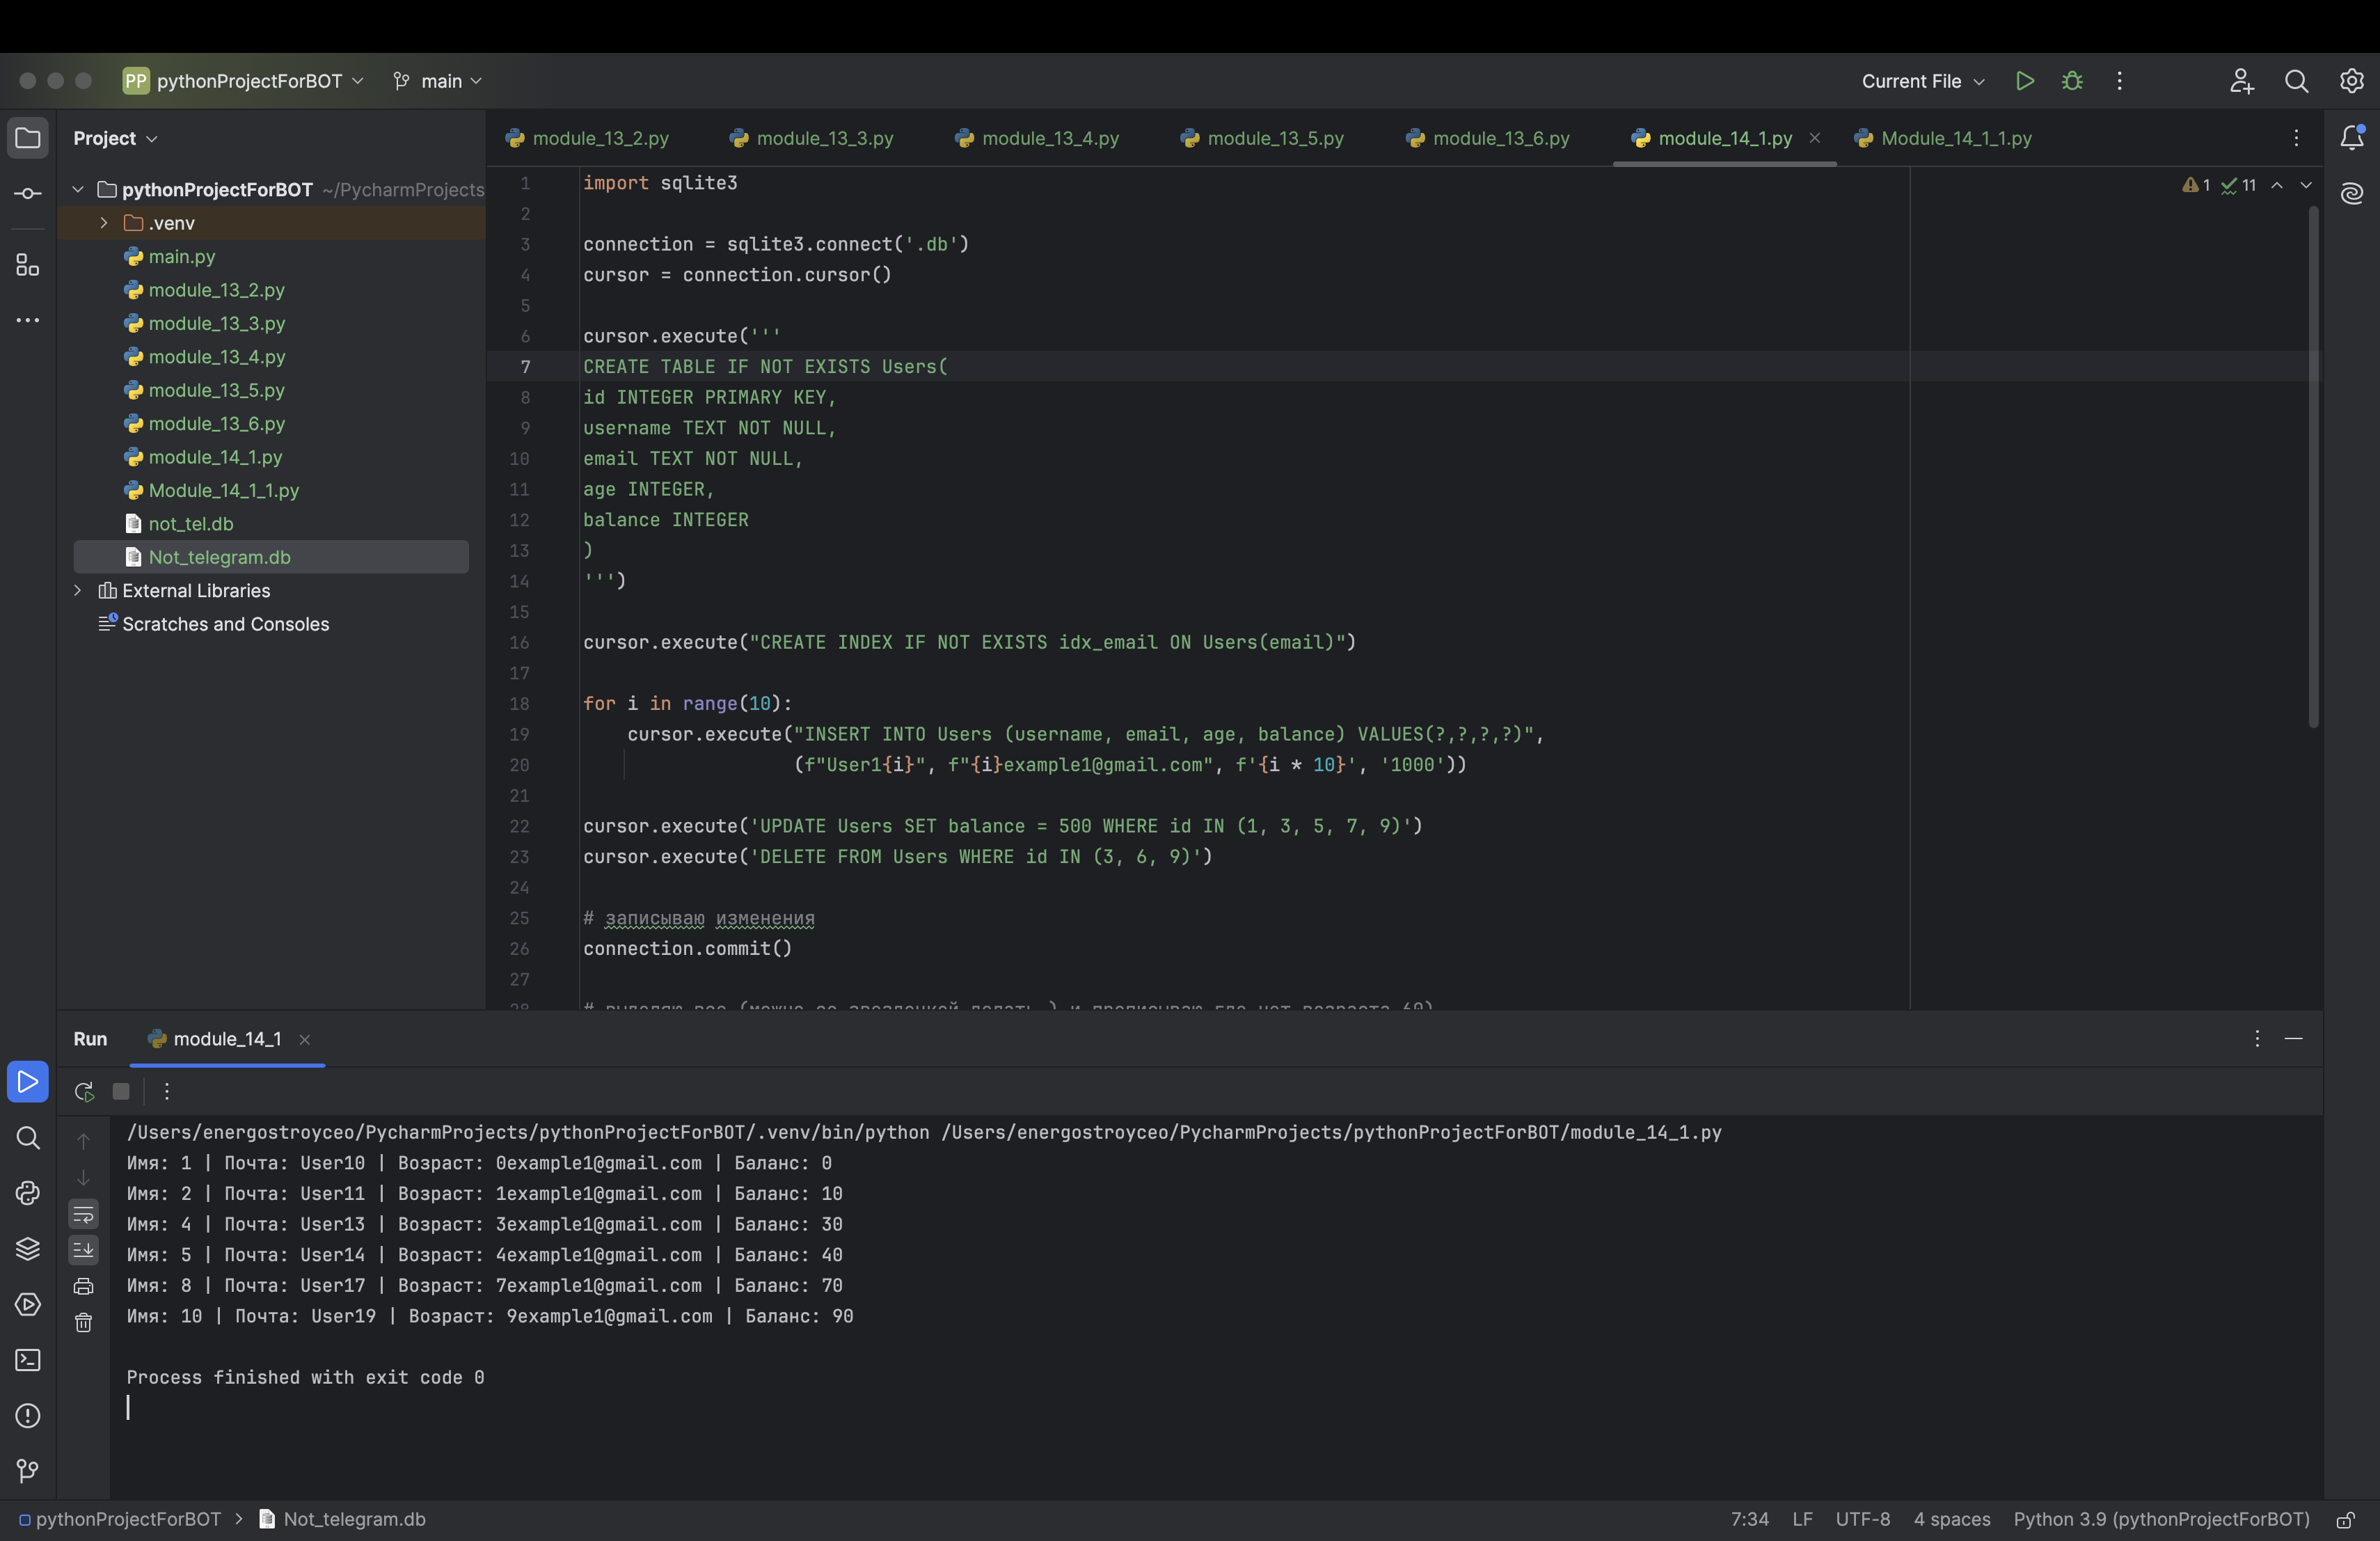 PP pythonProjectForBOT main Current File
Project
module_13_2.py module_13_3.py module_13_4.py module_13_5.py module_13_6.py module_14_1.py Module_14_1_1.py
pythonProjectForBOT ~/PycharmProjects
.venv
main.py
module_13_2.py
module_13_3.py
module_13_4.py
module_13_5.py
module_13_6.py
module_14_1.py
Module_14_1_1.py
not_tel.db
Not_telegram.db
External Libraries
Scratches and Consoles
1 11
1 import sqlite3
2
3 connection = sqlite3.connect('.db')
4 cursor = connection.cursor()
5
6 cursor.execute('''
7 CREATE TABLE IF NOT EXISTS Users(
8 id INTEGER PRIMARY KEY,
9 username TEXT NOT NULL,
10 email TEXT NOT NULL,
11 age INTEGER,
12 balance INTEGER
13 )
14 ''')
15
16 cursor.execute("CREATE INDEX IF NOT EXISTS idx_email ON Users(email)")
17
18 for i in range(10):
19 cursor.execute("INSERT INTO Users (username, email, age, balance) VALUES(?,?,?,?)",
20 (f"User1{i}", f"{i}example1@gmail.com", f'{i * 10}', '1000'))
21
22 cursor.execute('UPDATE Users SET balance = 500 WHERE id IN (1, 3, 5, 7, 9)')
23 cursor.execute('DELETE FROM Users WHERE id IN (3, 6, 9)')
24
25 # записываю изменения
26 connection.commit()
27
Run module_14_1
/Users/energostroyceo/PycharmProjects/pythonProjectForBOT/.venv/bin/python /Users/energostroyceo/PycharmProjects/pythonProjectForBOT/module_14_1.py
Имя: 1 | Почта: User10 | Возраст: 0example1@gmail.com | Баланс: 0
Имя: 2 | Почта: User11 | Возраст: 1example1@gmail.com | Баланс: 10
Имя: 4 | Почта: User13 | Возраст: 3example1@gmail.com | Баланс: 30
Имя: 5 | Почта: User14 | Возраст: 4example1@gmail.com | Баланс: 40
Имя: 8 | Почта: User17 | Возраст: 7example1@gmail.com | Баланс: 70
Имя: 10 | Почта: User19 | Возраст: 9example1@gmail.com | Баланс: 90
Process finished with exit code 0
pythonProjectForBOT > Not_telegram.db 7:34 LF UTF-8 4 spaces Python 3.9 (pythonProjectForBOT)